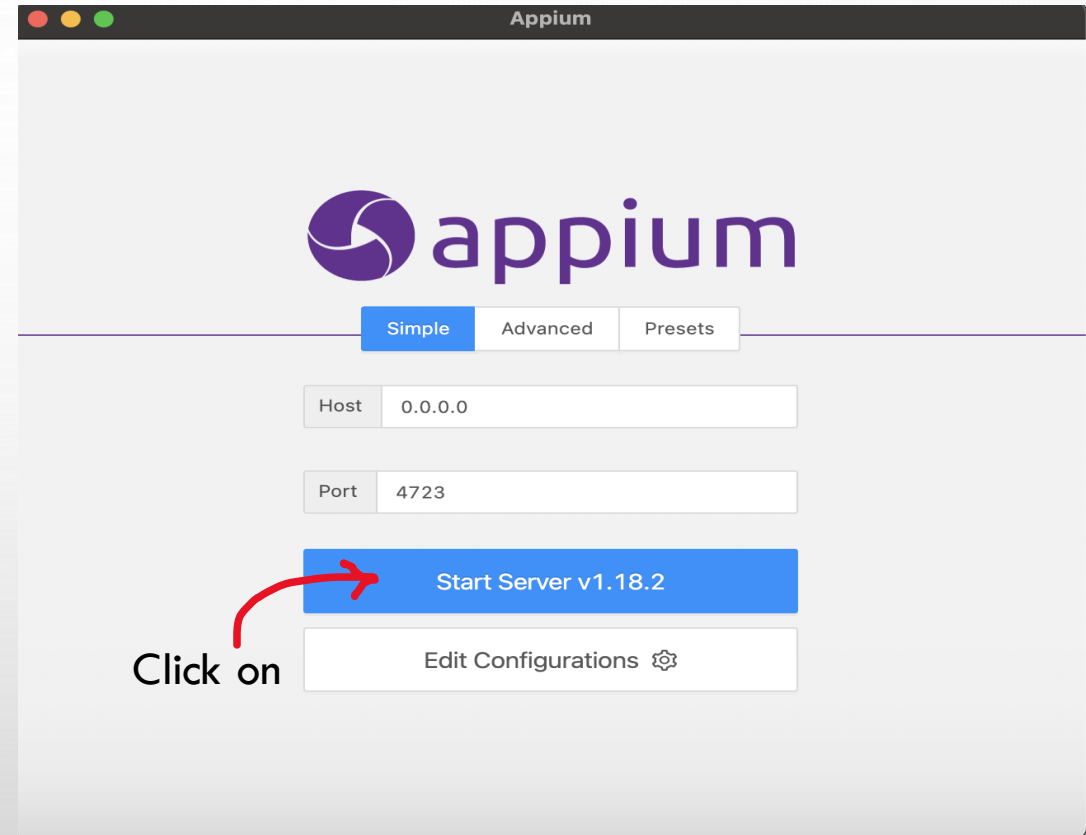 Appium
appium
Simple Advanced Presets
Host 0.0.0.0
Port 4723
Start Server v1.18.2
Click on
Edit Configurations